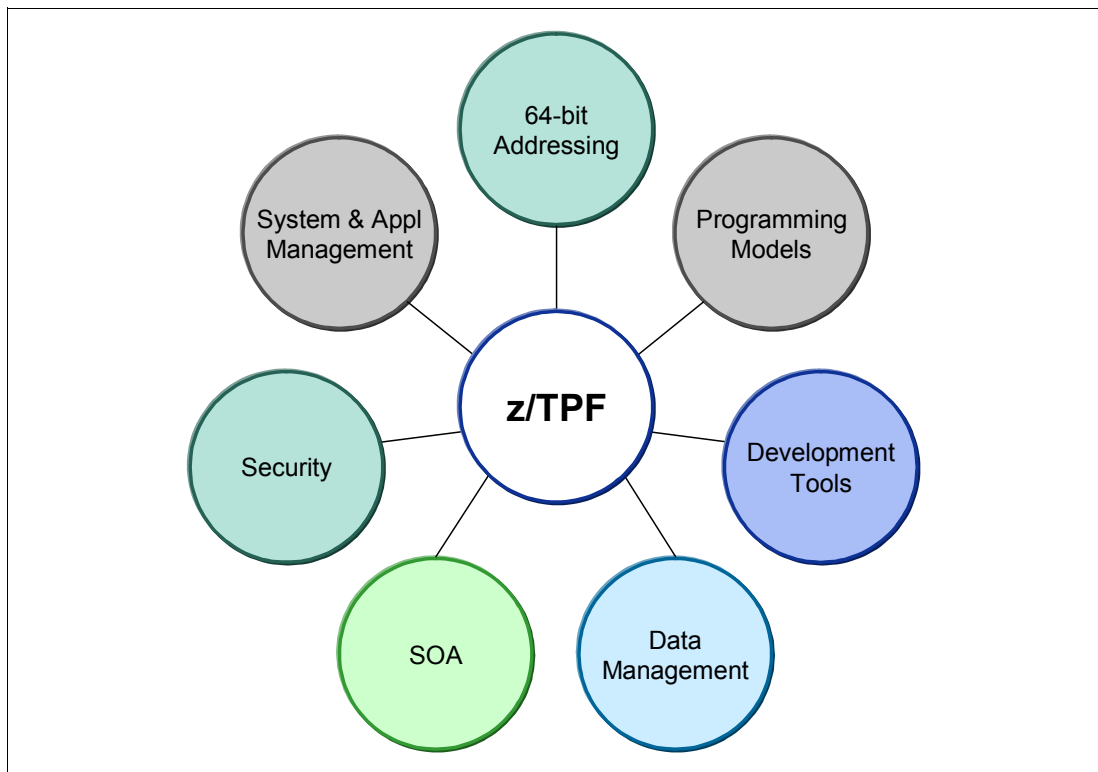 64-bit
Addressing
System & Appl
Management
Programming
Models
z/TPF
Security
Development
Tools
SOA
Data
Management